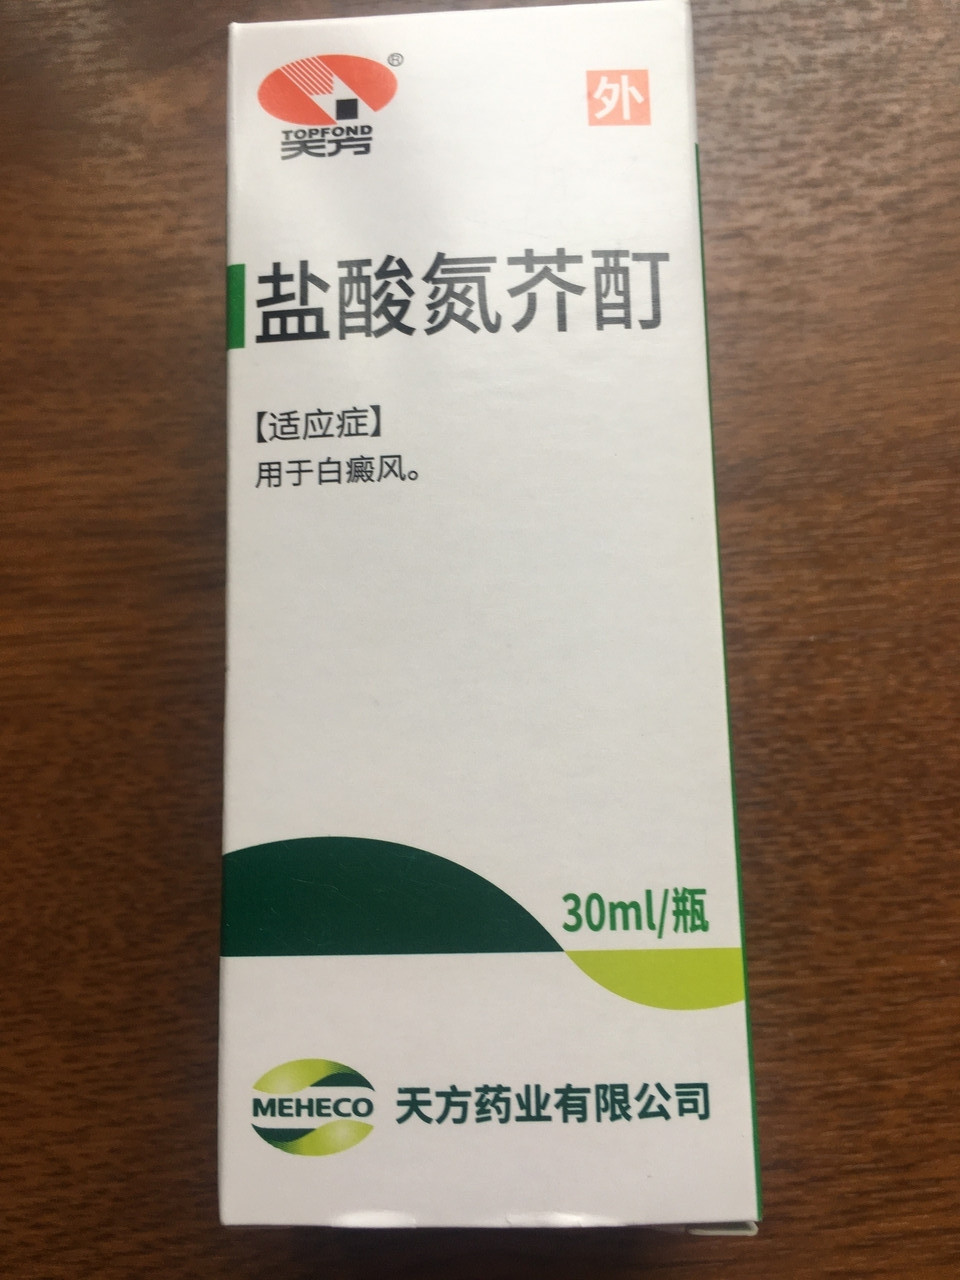 ®
外
TOPFOND
天方
盐酸氮芥酊
【适应症】
用于白癜风。
30ml/瓶
MEHECO 天方药业有限公司